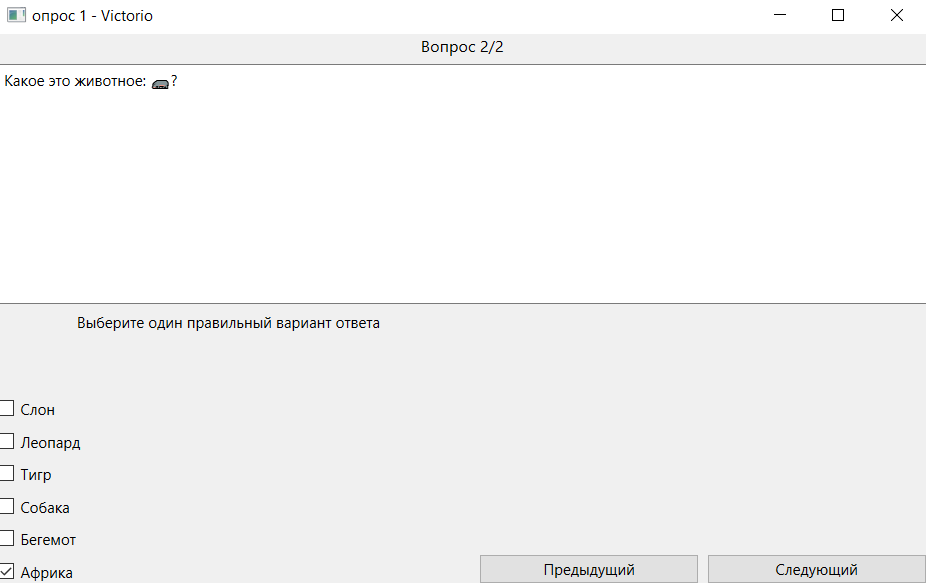 опрос 1 - Victorio
Вопрос 2/2
Какое это животное: ?
Выберите один правильный вариант ответа
Слон
Леопард
Тигр
Собака
Бегемот
Африка
Предыдущий Следующий